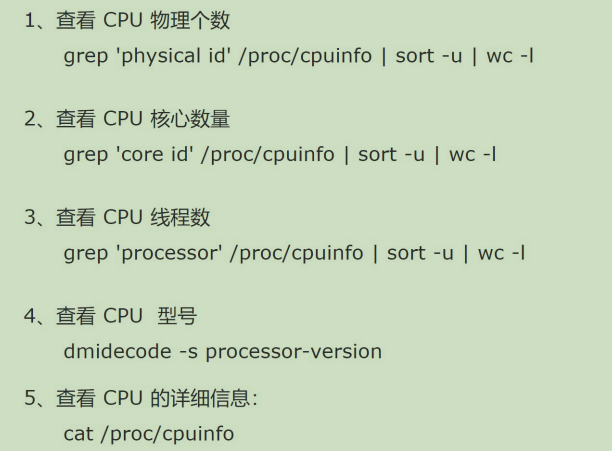 1、查看 CPU 物理个数
grep 'physical id' /proc/cpuinfo | sort -u | wc -l
2、查看 CPU 核心数量
grep 'core id' /proc/cpuinfo | sort -u | wc -l
3、查看 CPU 线程数
grep 'processor' /proc/cpuinfo | sort -u | wc -l
4、查看 CPU  型号
dmidecode -s processor-version
5、查看 CPU 的详细信息：
cat /proc/cpuinfo